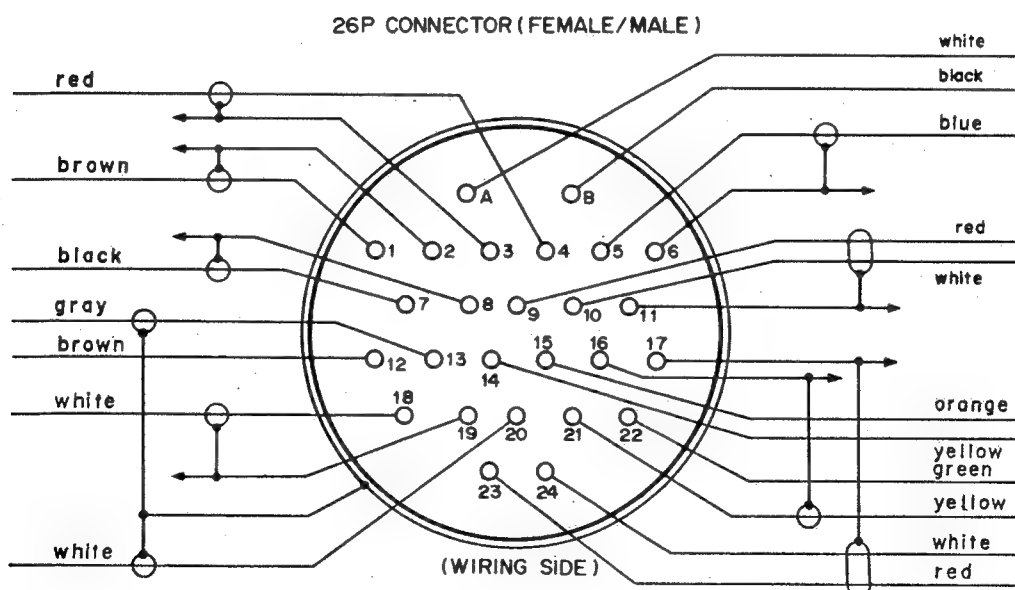 26P CONNECTOR (FEMALE/MALE)
white
red
black
blue
brown
A
B
1
2
3
4
5
6
red
black
white
gray
7
8
9
10
11
brown
12
13
14
15
16
17
white
orange
18
19
20
21
22
yellow
green
23
24
yellow
white
white
(WIRING SIDE)
red